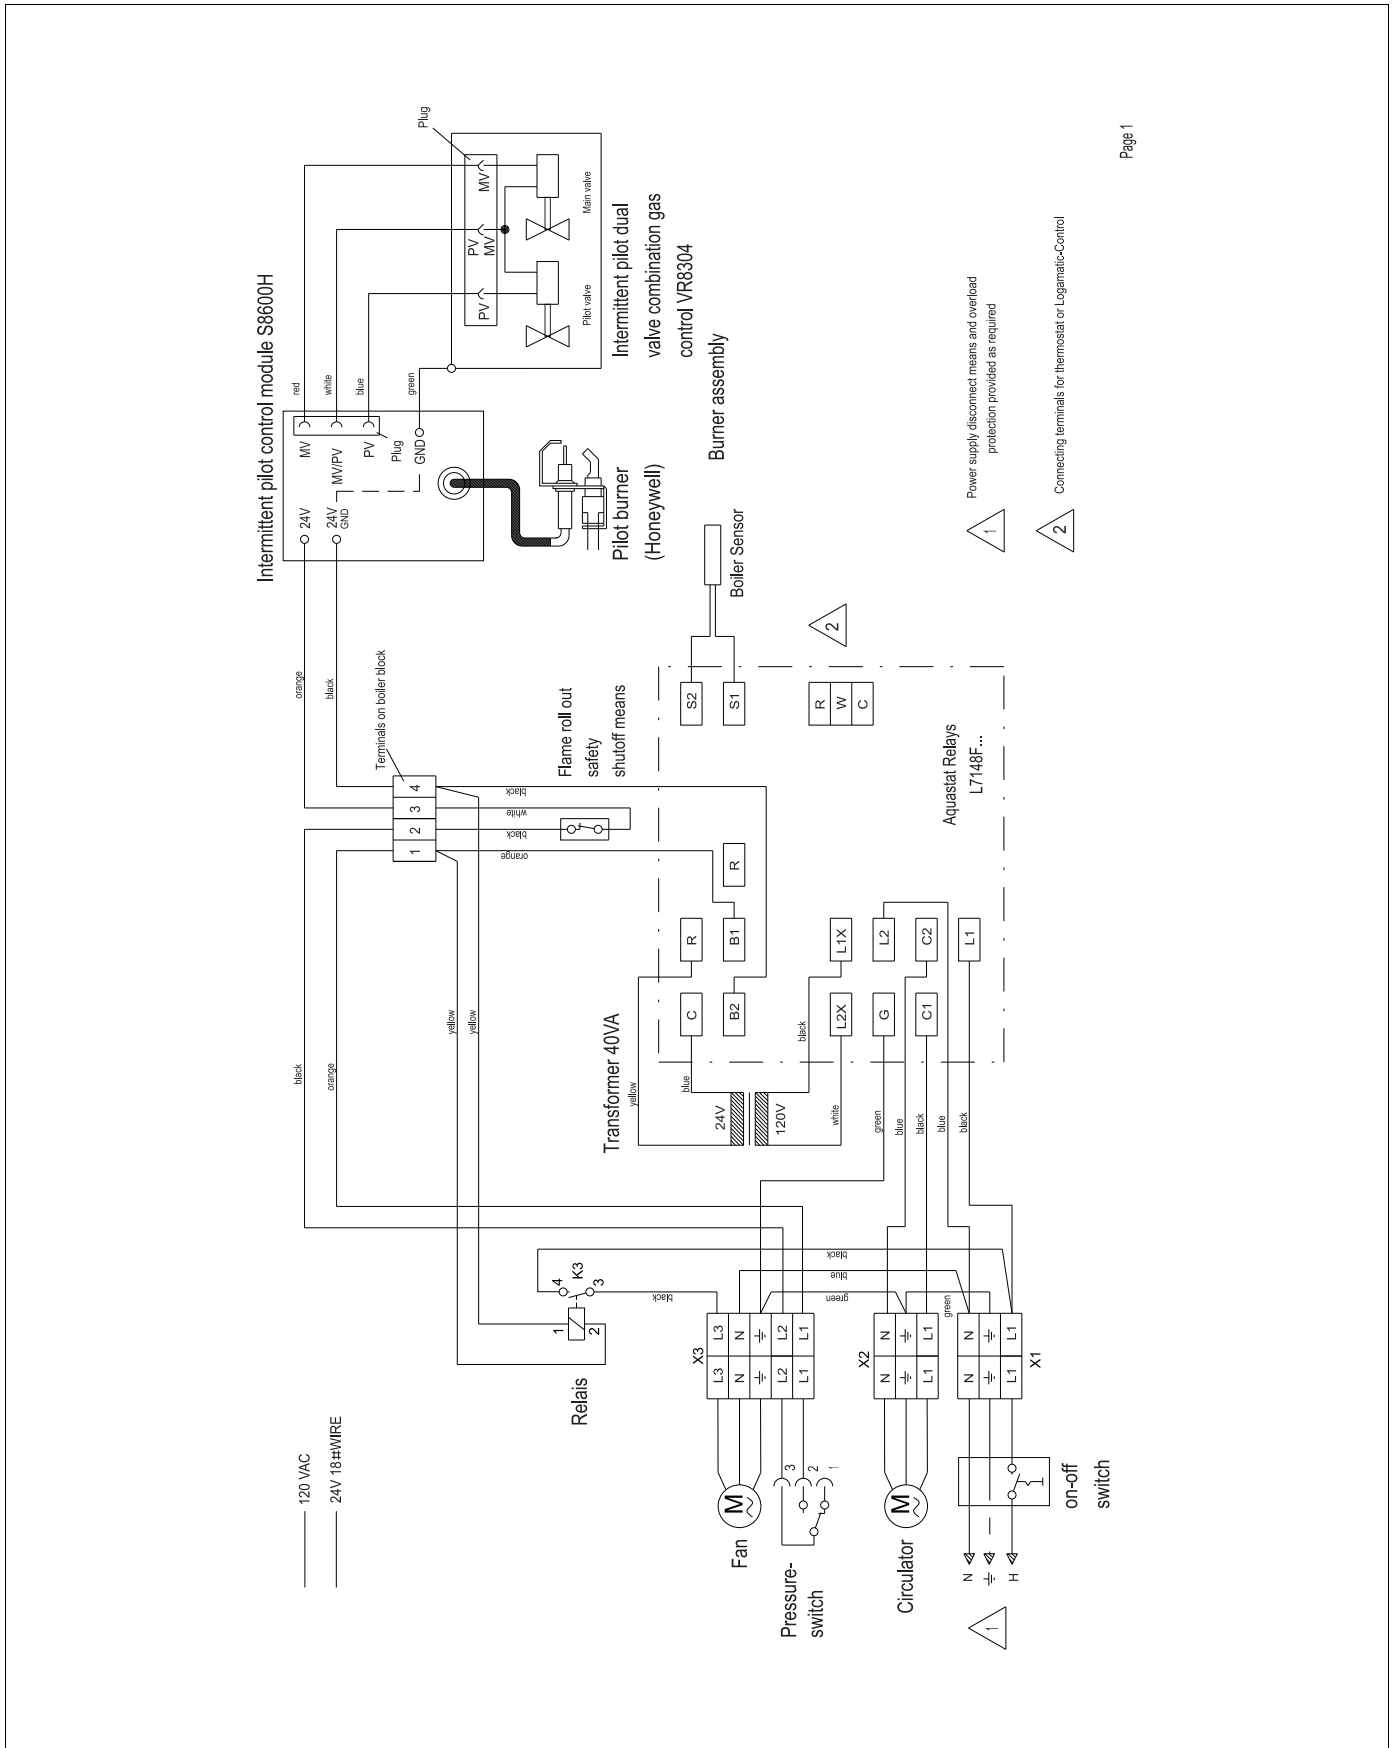 Intermittent pilot control module S8600H
24V
24V
GND
MV
MV/PV
PV
Plug
GND
red
white
blue
green
Plug
MV
PV
MV
PV
Main valve
Pilot valve
Intermittent pilot dual
valve combination gas
control VR8304
Burner assembly
Pilot burner
(Honeywell)
Boiler Sensor
orange
black
Terminals on boiler block
1
2
3
4
Flame roll out
safety
shutoff means
black
white
black
orange
S2
S1
R
W
C
2
Aquastat Relays
L7148F...
R
R
B1
C
B2
L1X
L2
C2
L1
L2X
G
C1
Transformer 40VA
24V
120V
yellow
blue
black
white
green
blue
black
blue
black
yellow
yellow
black
orange
black
blue
green
green
black
4
K3
3
1
2
Relais
X3
L3
N
L2
L1
L3
N
L2
L1
X2
N
L1
N
L1
X1
N
L1
N
L1
M
Fan
3
2
1
Pressure-
switch
M
Circulator
on-off
switch
N
H
1
120 VAC
24V 18#WIRE
1
Power supply disconnect means and overload
protection provided as required
2
Connecting terminals for thermostat or Logamatic-Control
Page 1